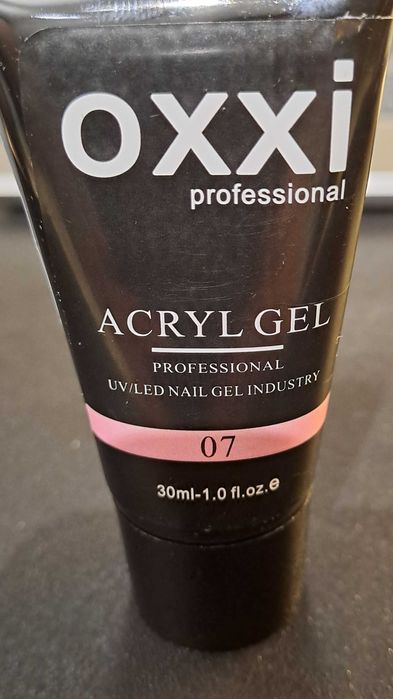 oxxi
professional
ACRYL GEL
PROFESSIONAL
UV/LED NAIL GEL INDUSTRY
07
30ml-1.0 fl.oz.e